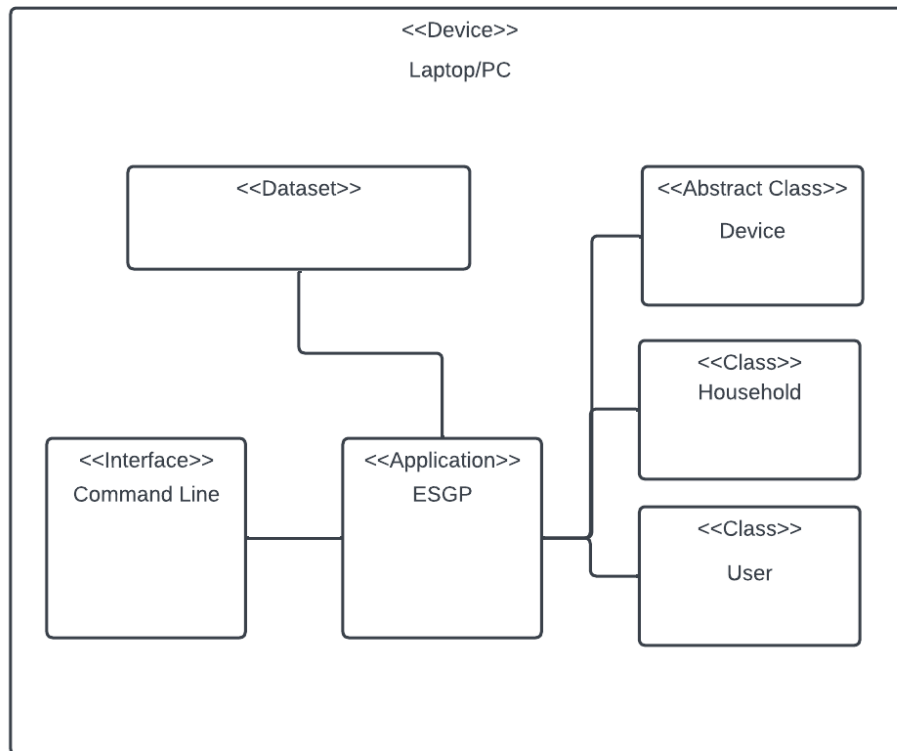 <<Device>>
Laptop/PC
<<Dataset>>
<<Abstract Class>>
Device
<<Class>>
Household
<<Interface>>
Command Line
<<Application>>
ESGP
<<Class>>
User